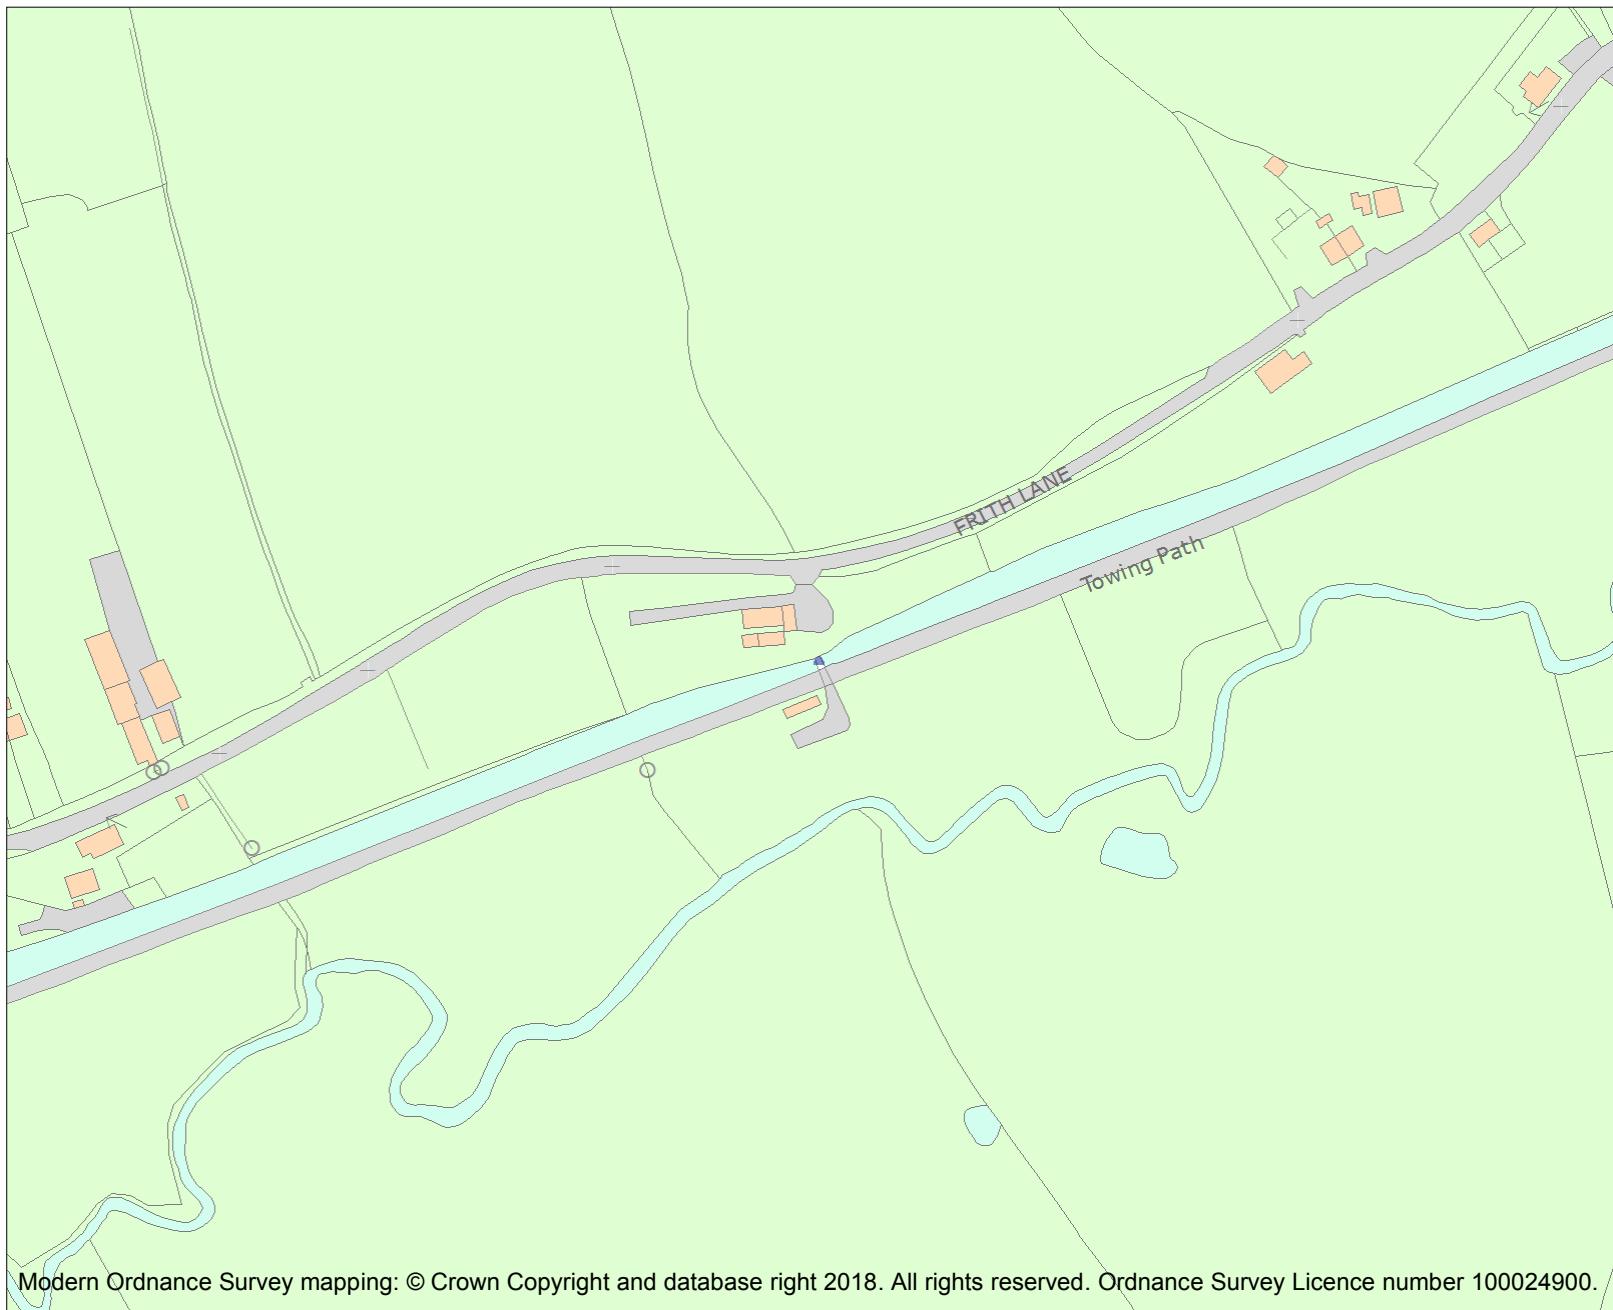 FRITH LANE
Towing Path
Modern Ordnance Survey mapping: © Crown Copyright and database right 2018. All rights reserved. Ordnance Survey Licence number 100024900.